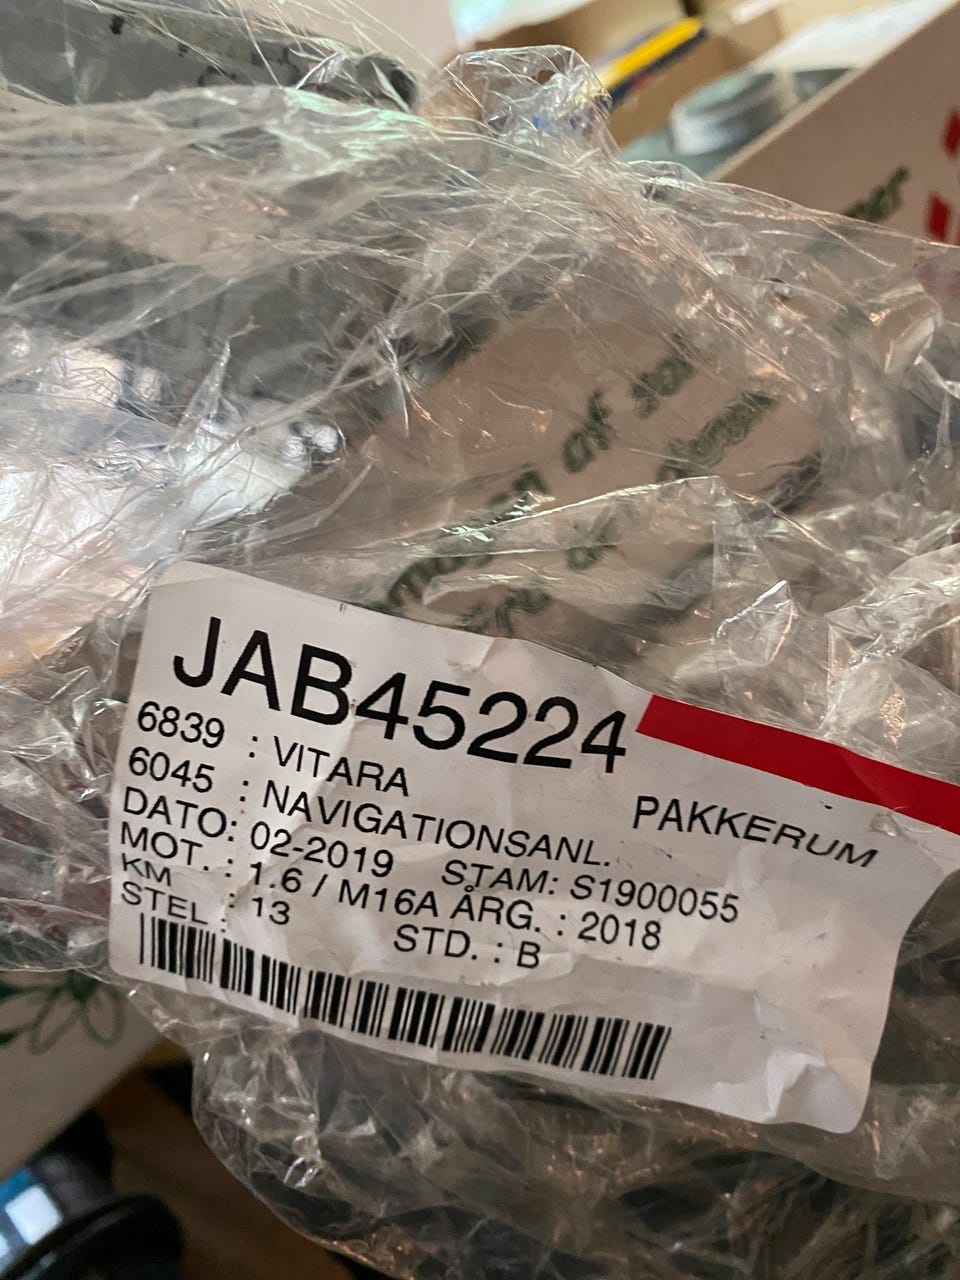 JAB45224
6839 : VITARA
PAKKERUM
6045 : NAVIGATIONSANL.
DATO: 02-2019 STAM: S1900055
MOT. : 1.6 / M16A ÅRG. : 2018
KM : 13 STD. : B
STEL :
af